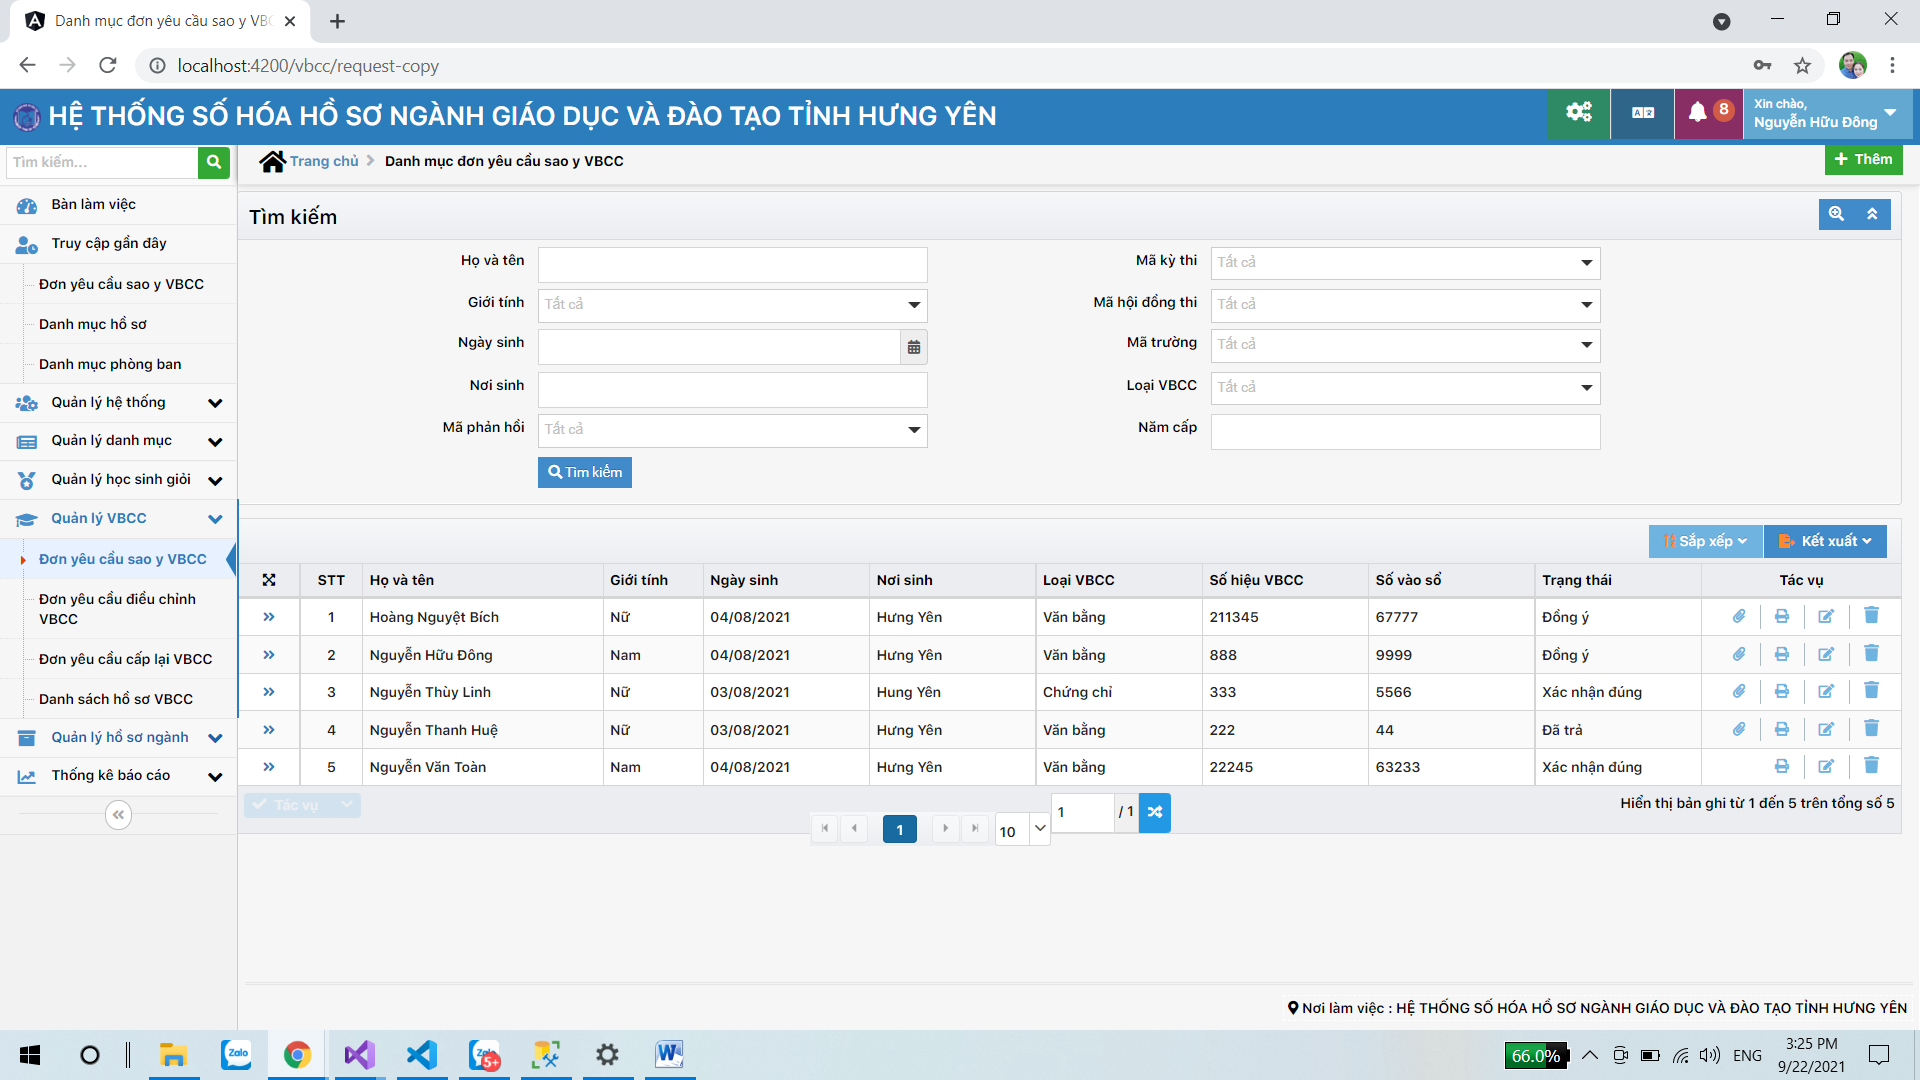 Danh mục đơn yêu cầu sao y VBC
localhost:4200/vbcc/request-copy
HỆ THỐNG SỐ HÓA HỒ SƠ NGÀNH GIÁO DỤC VÀ ĐÀO TẠO TỈNH HƯNG YÊN
8
Xin chào,
Nguyễn Hữu Đông
Tìm kiếm...
Trang chủ
Danh mục đơn yêu cầu sao y VBCC
Thêm
Bàn làm việc
Truy cập gần đây
Đơn yêu cầu sao y VBCC
Danh mục hồ sơ
Danh mục phòng ban
Quản lý hệ thống
Quản lý danh mục
Quản lý học sinh giỏi
Quản lý VBCC
Đơn yêu cầu sao y VBCC
Đơn yêu cầu điều chỉnh
VBCC
Đơn yêu cầu cấp lại VBCC
Danh sách hồ sơ VBCC
Quản lý hồ sơ ngành
Thống kê báo cáo
Tìm kiếm
Họ và tên
Mã kỳ thi Tất cả
Giới tính Tất cả
Mã hội đồng thi Tất cả
Ngày sinh
Mã trường Tất cả
Nơi sinh
Loại VBCC Tất cả
Mã phản hồi Tất cả
Năm cấp
Tìm kiếm
Sắp xếp Kết xuất
STT Họ và tên Giới tính Ngày sinh Nơi sinh Loại VBCC Số hiệu VBCC Số vào sổ Trạng thái Tác vụ
1 Hoàng Nguyệt Bích Nữ 04/08/2021 Hưng Yên Văn bằng 211345 67777 Đồng ý
2 Nguyễn Hữu Đông Nam 04/08/2021 Hưng Yên Văn bằng 888 9999 Đồng ý
3 Nguyễn Thùy Linh Nữ 03/08/2021 Hung Yên Chứng chỉ 333 5566 Xác nhận đúng
4 Nguyễn Thanh Huệ Nữ 03/08/2021 Hưng Yên Văn bằng 222 44 Đã trả
5 Nguyễn Văn Toàn Nam 04/08/2021 Hưng Yên Văn bằng 22245 63233 Xác nhận đúng
Tác vụ
1
10
1 / 1
Hiển thị bản ghi từ 1 đến 5 trên tổng số 5
Nơi làm việc : HỆ THỐNG SỐ HÓA HỒ SƠ NGÀNH GIÁO DỤC VÀ ĐÀO TẠO TỈNH HƯNG YÊN
Zalo
5+
66.0%
ENG
3:25 PM
9/22/2021